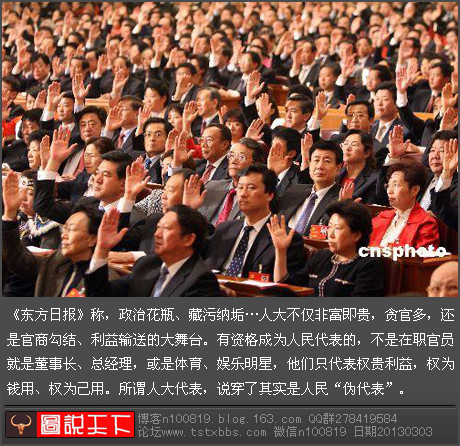 cnsphoto
《东方日报》称，政治花瓶、藏污纳垢…人大不仅非富即贵，贪官多，还
是官商勾结、利益输送的大舞台。有资格成为人民代表的，不是在职官员
就是董事长、总经理，或是体育、娱乐明星，他们只代表权贵利益，权为
钱用、权为己用。所谓人大代表，说穿了其实是人民“伪代表”。
圖說天下
博客n100819.blog.163.com QQ群278419584
论坛www.tstxbbs.com 微信n100819 日期20130303